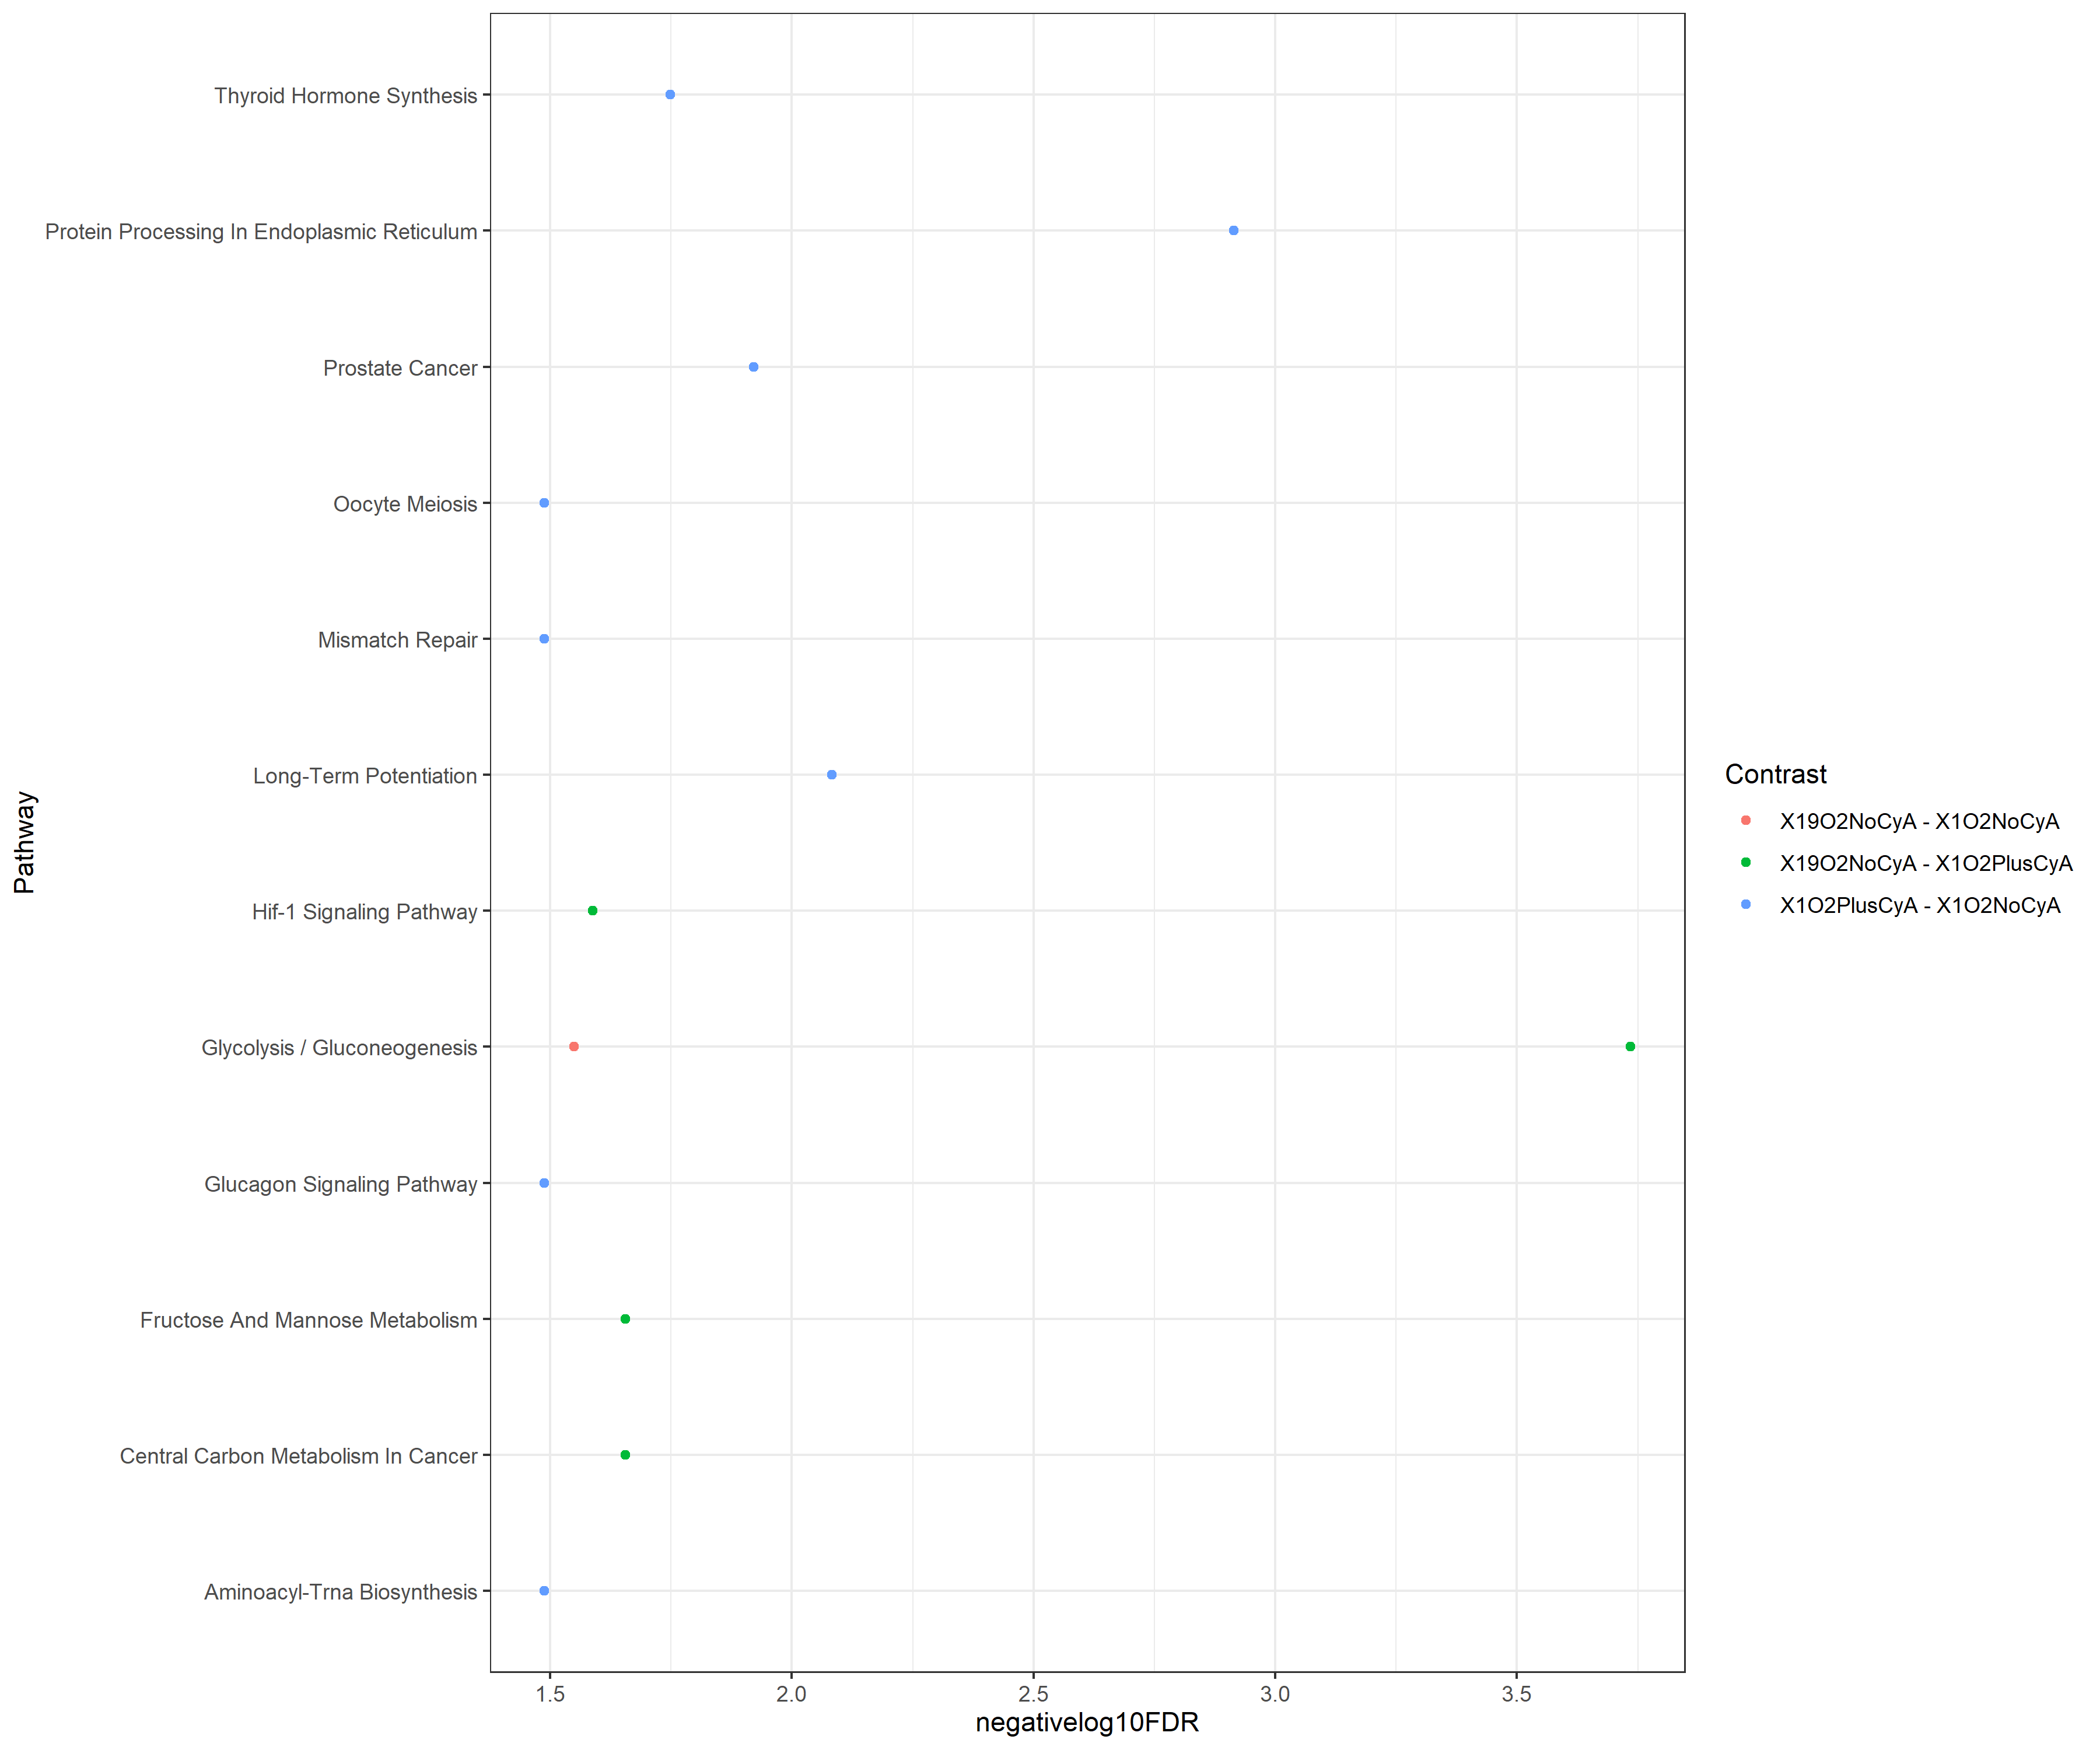 Thyroid Hormone Synthesis
Protein Processing In Endoplasmic Reticulum
Prostate Cancer
Oocyte Meiosis
Mismatch Repair
Long-Term Potentiation
Hif-1 Signaling Pathway
Glycolysis / Gluconeogenesis
Glucagon Signaling Pathway
Fructose And Mannose Metabolism
Central Carbon Metabolism In Cancer
Aminoacyl-Trna Biosynthesis
Pathway
1.5 2.0 2.5 3.0 3.5
negativelog10FDR
Contrast
X19O2NoCyA - X1O2NoCyA
X19O2NoCyA - X1O2PlusCyA
X1O2PlusCyA - X1O2NoCyA